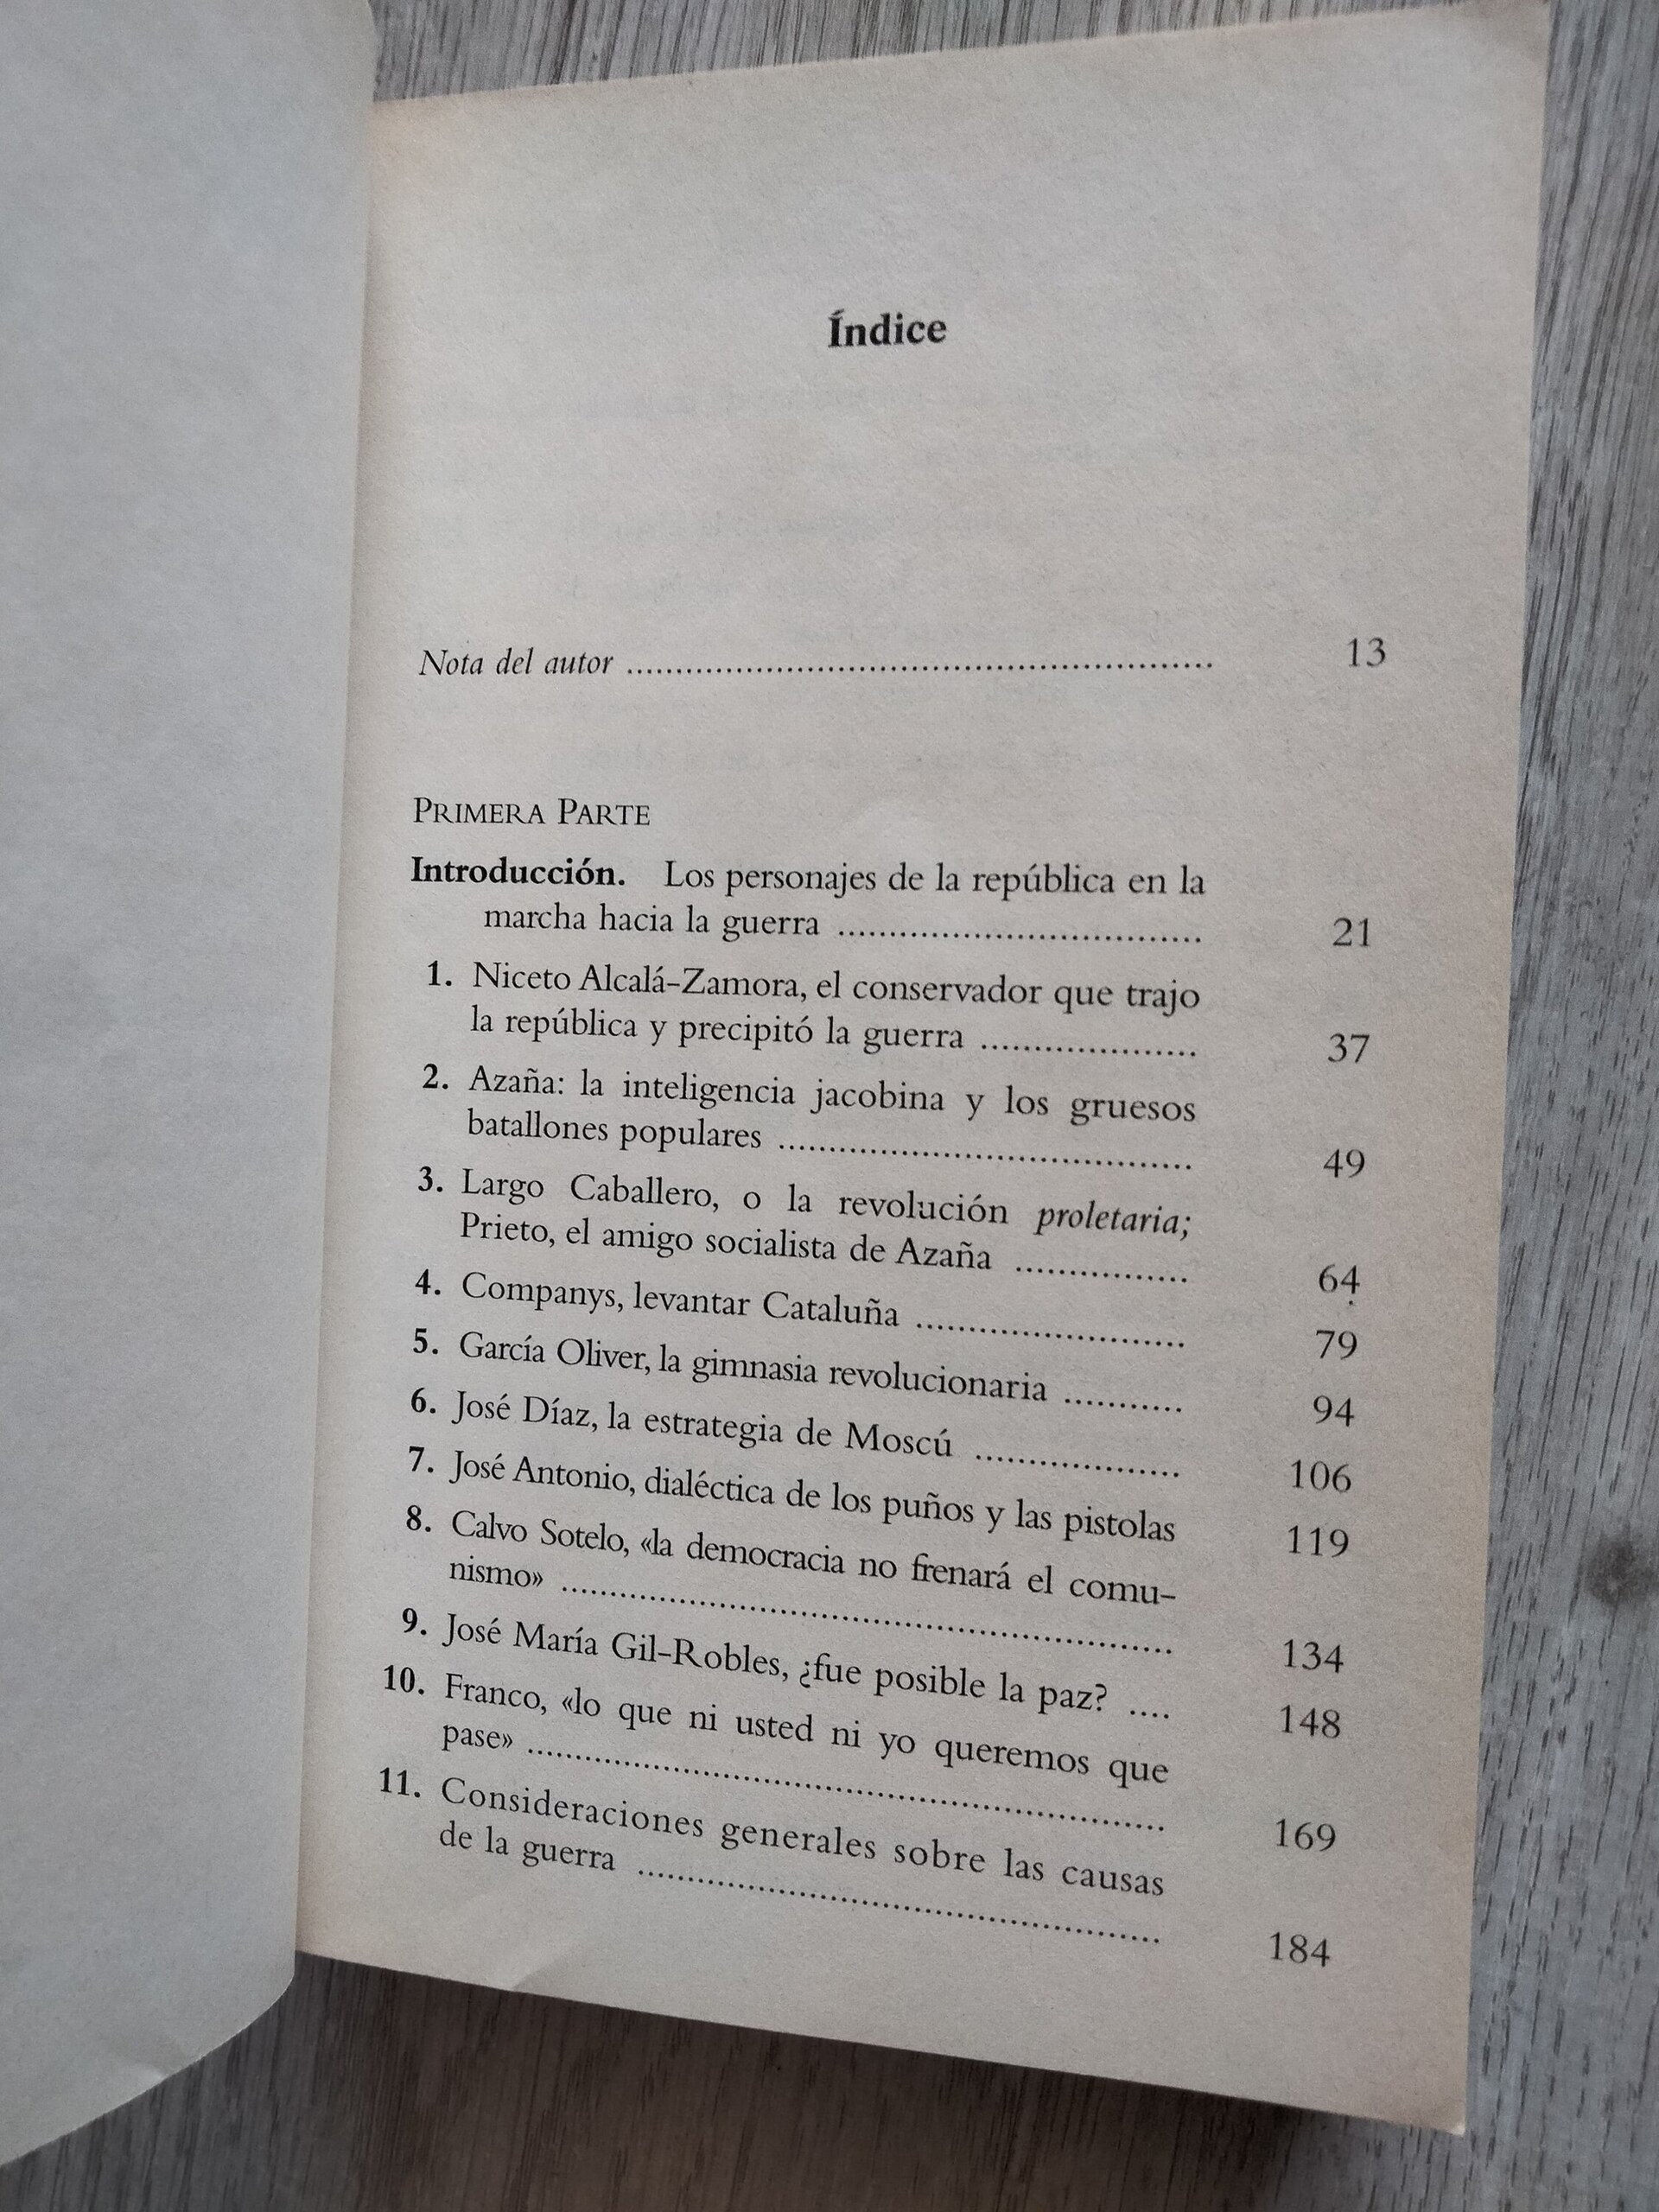 Índice
Nota del autor ............................................................ 13
PRIMERA PARTE
Introducción. Los personajes de la república en la
marcha hacia la guerra .................................... 21
1. Niceto Alcalá-Zamora, el conservador que trajo
la república y precipitó la guerra ..................... 37
2. Azaña: la inteligencia jacobina y los gruesos
batallones populares ......................................... 49
3. Largo Caballero, o la revolución proletaria;
Prieto, el amigo socialista de Azaña ................. 64
4. Companys, levantar Cataluña .......................... 79
5. García Oliver, la gimnasia revolucionaria ............ 94
6. José Díaz, la estrategia de Moscú .................... 106
7. José Antonio, dialéctica de los puños y las pistolas 119
8. Calvo Sotelo, «la democracia no frenará el comu-
nismo» ............................................................ 134
9. José María Gil-Robles, ¿fue posible la paz? .... 148
10. Franco, «lo que ni usted ni yo queremos que
pase» ............................................................... 169
11. Consideraciones generales sobre las causas
de la guerra ..................................................... 184